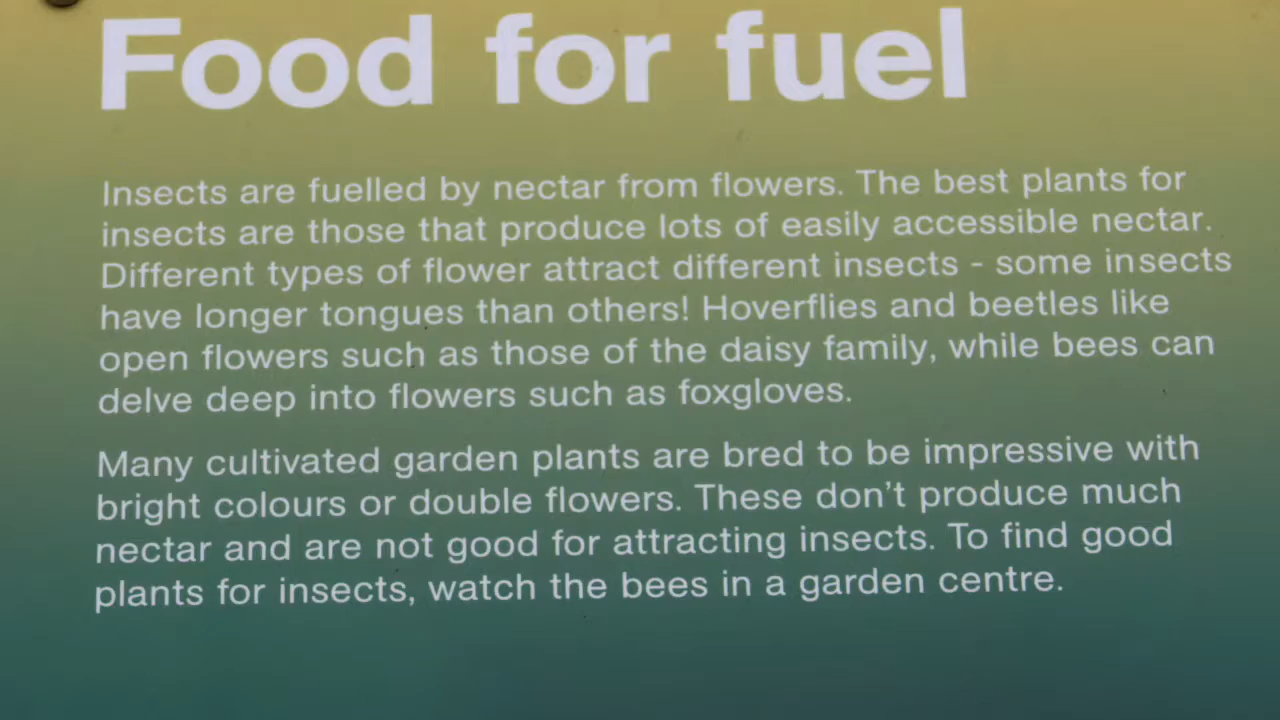 Food for fuel
Insects are fuelled by nectar from flowers. The best plants for
insects are those that produce lots of easily accessible nectar.
Different types of flower attract different insects - some insects
have longer tongues than others! Hoverflies and beetles like
open flowers such as those of the daisy family, while bees can
delve deep into flowers such as foxgloves.
Many cultivated garden plants are bred to be impressive with
bright colours or double flowers. These don’t produce much
nectar and are not good for attracting insects. To find good
plants for insects, watch the bees in a garden centre.